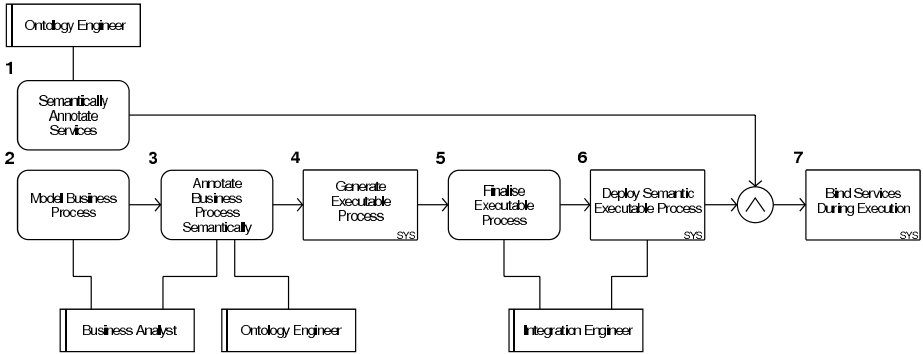 Ontology Engineer
1
Semantically
Annotate
Services
2
Model Business
Process
3
Annotate
Business
Process
Semantically
4
Generate
Executable
Process
SYS
5
Finalise
Executable
Process
6
Deploy Semantic
Executable Process
SYS
7
Bind Services
During Execution
SYS
Business Analyst
Ontology Engineer
Integration Engineer